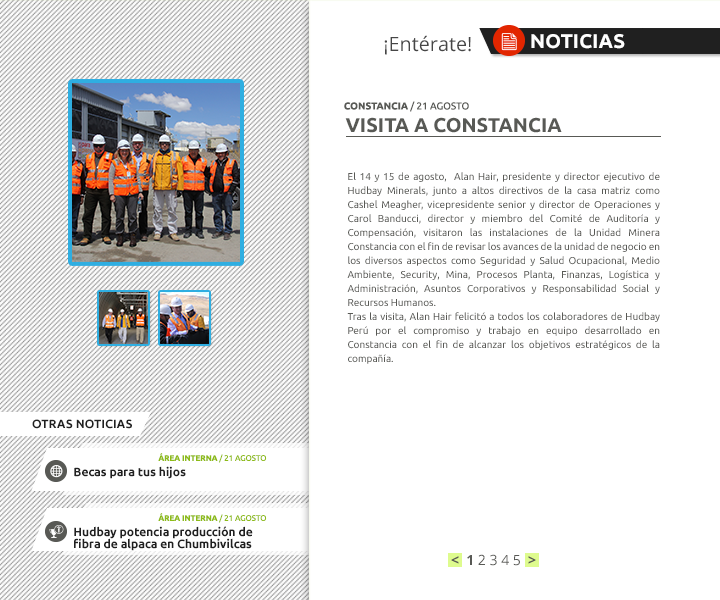 ¡Entérate!
NOTICIAS
CONSTANCIA / 21 AGOSTO
VISITA A CONSTANCIA
El 14 y 15 de agosto, Alan Hair, presidente y director ejecutivo de
Hudbay Minerals, junto a altos directivos de la casa matriz como
Cashel Meagher, vicepresidente senior y director de Operaciones y
Carol Banducci, director y miembro del Comité de Auditoría y
Compensación, visitaron las instalaciones de la Unidad Minera
Constancia con el fin de revisar los avances de la unidad de negocio en
los diversos aspectos como Seguridad y Salud Ocupacional, Medio
Ambiente, Security, Mina, Procesos Planta, Finanzas, Logística y
Administración, Asuntos Corporativos y Responsabilidad Social y
Recursos Humanos.
Tras la visita, Alan Hair felicitó a todos los colaboradores de Hudbay
Perú por el compromiso y trabajo en equipo desarrollado en
Constancia con el fin de alcanzar los objetivos estratégicos de la
compañía.
OTRAS NOTICIAS
ÁREA INTERNA / 21 AGOSTO
Becas para tus hijos
ÁREA INTERNA / 21 AGOSTO
Hudbay potencia producción de
fibra de alpaca en Chumbivilcas
< 1 2 3 4 5 >